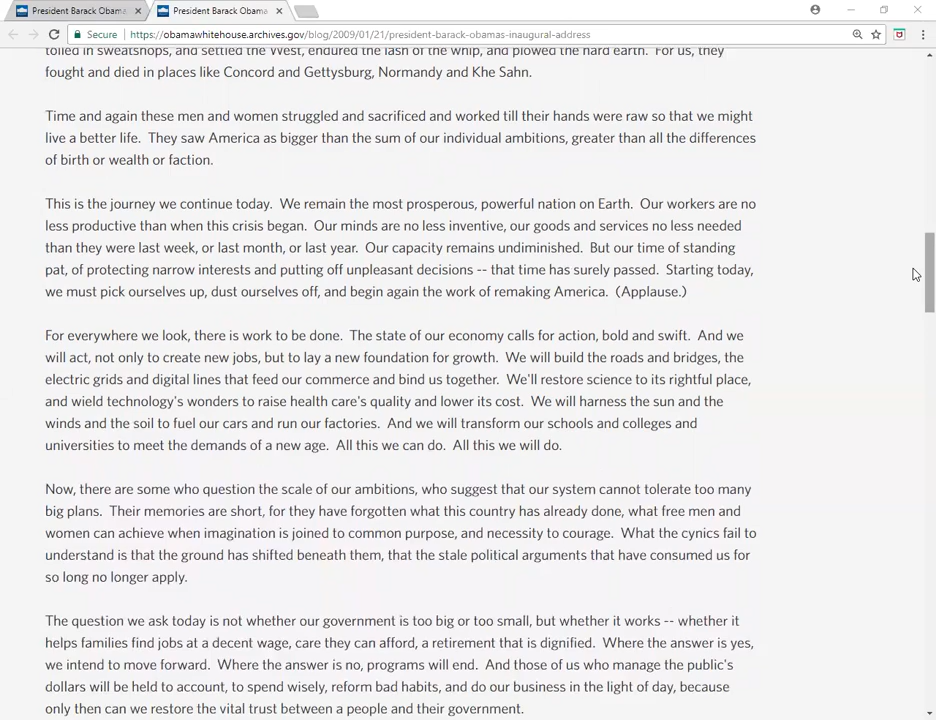 President Barack Obama
President Barack Obama
Secure
https://obamawhitehouse.archives.gov/blog/2009/01/21/president-barack-obamas-inaugural-address
toiled in sweatshops, and settled the West, endured the lash of the whip, and plowed the hard earth.  For us, they
fought and died in places like Concord and Gettysburg, Normandy and Khe Sahn.
Time and again these men and women struggled and sacrificed and worked till their hands were raw so that we might
live a better life.  They saw America as bigger than the sum of our individual ambitions, greater than all the differences
of birth or wealth or faction.
This is the journey we continue today.  We remain the most prosperous, powerful nation on Earth.  Our workers are no
less productive than when this crisis began.  Our minds are no less inventive, our goods and services no less needed
than they were last week, or last month, or last year.  Our capacity remains undiminished.  But our time of standing
pat, of protecting narrow interests and putting off unpleasant decisions -- that time has surely passed.  Starting today,
we must pick ourselves up, dust ourselves off, and begin again the work of remaking America.  (Applause.)
For everywhere we look, there is work to be done.  The state of our economy calls for action, bold and swift.  And we
will act, not only to create new jobs, but to lay a new foundation for growth.  We will build the roads and bridges, the
electric grids and digital lines that feed our commerce and bind us together.  We'll restore science to its rightful place,
and wield technology's wonders to raise health care's quality and lower its cost.  We will harness the sun and the
winds and the soil to fuel our cars and run our factories.  And we will transform our schools and colleges and
universities to meet the demands of a new age.  All this we can do.  All this we will do.
Now, there are some who question the scale of our ambitions, who suggest that our system cannot tolerate too many
big plans.  Their memories are short, for they have forgotten what this country has already done, what free men and
women can achieve when imagination is joined to common purpose, and necessity to courage.  What the cynics fail to
understand is that the ground has shifted beneath them, that the stale political arguments that have consumed us for
so long no longer apply.
The question we ask today is not whether our government is too big or too small, but whether it works -- whether it
helps families find jobs at a decent wage, care they can afford, a retirement that is dignified.  Where the answer is yes,
we intend to move forward.  Where the answer is no, programs will end.  And those of us who manage the public's
dollars will be held to account, to spend wisely, reform bad habits, and do our business in the light of day, because
only then can we restore the vital trust between a people and their government.